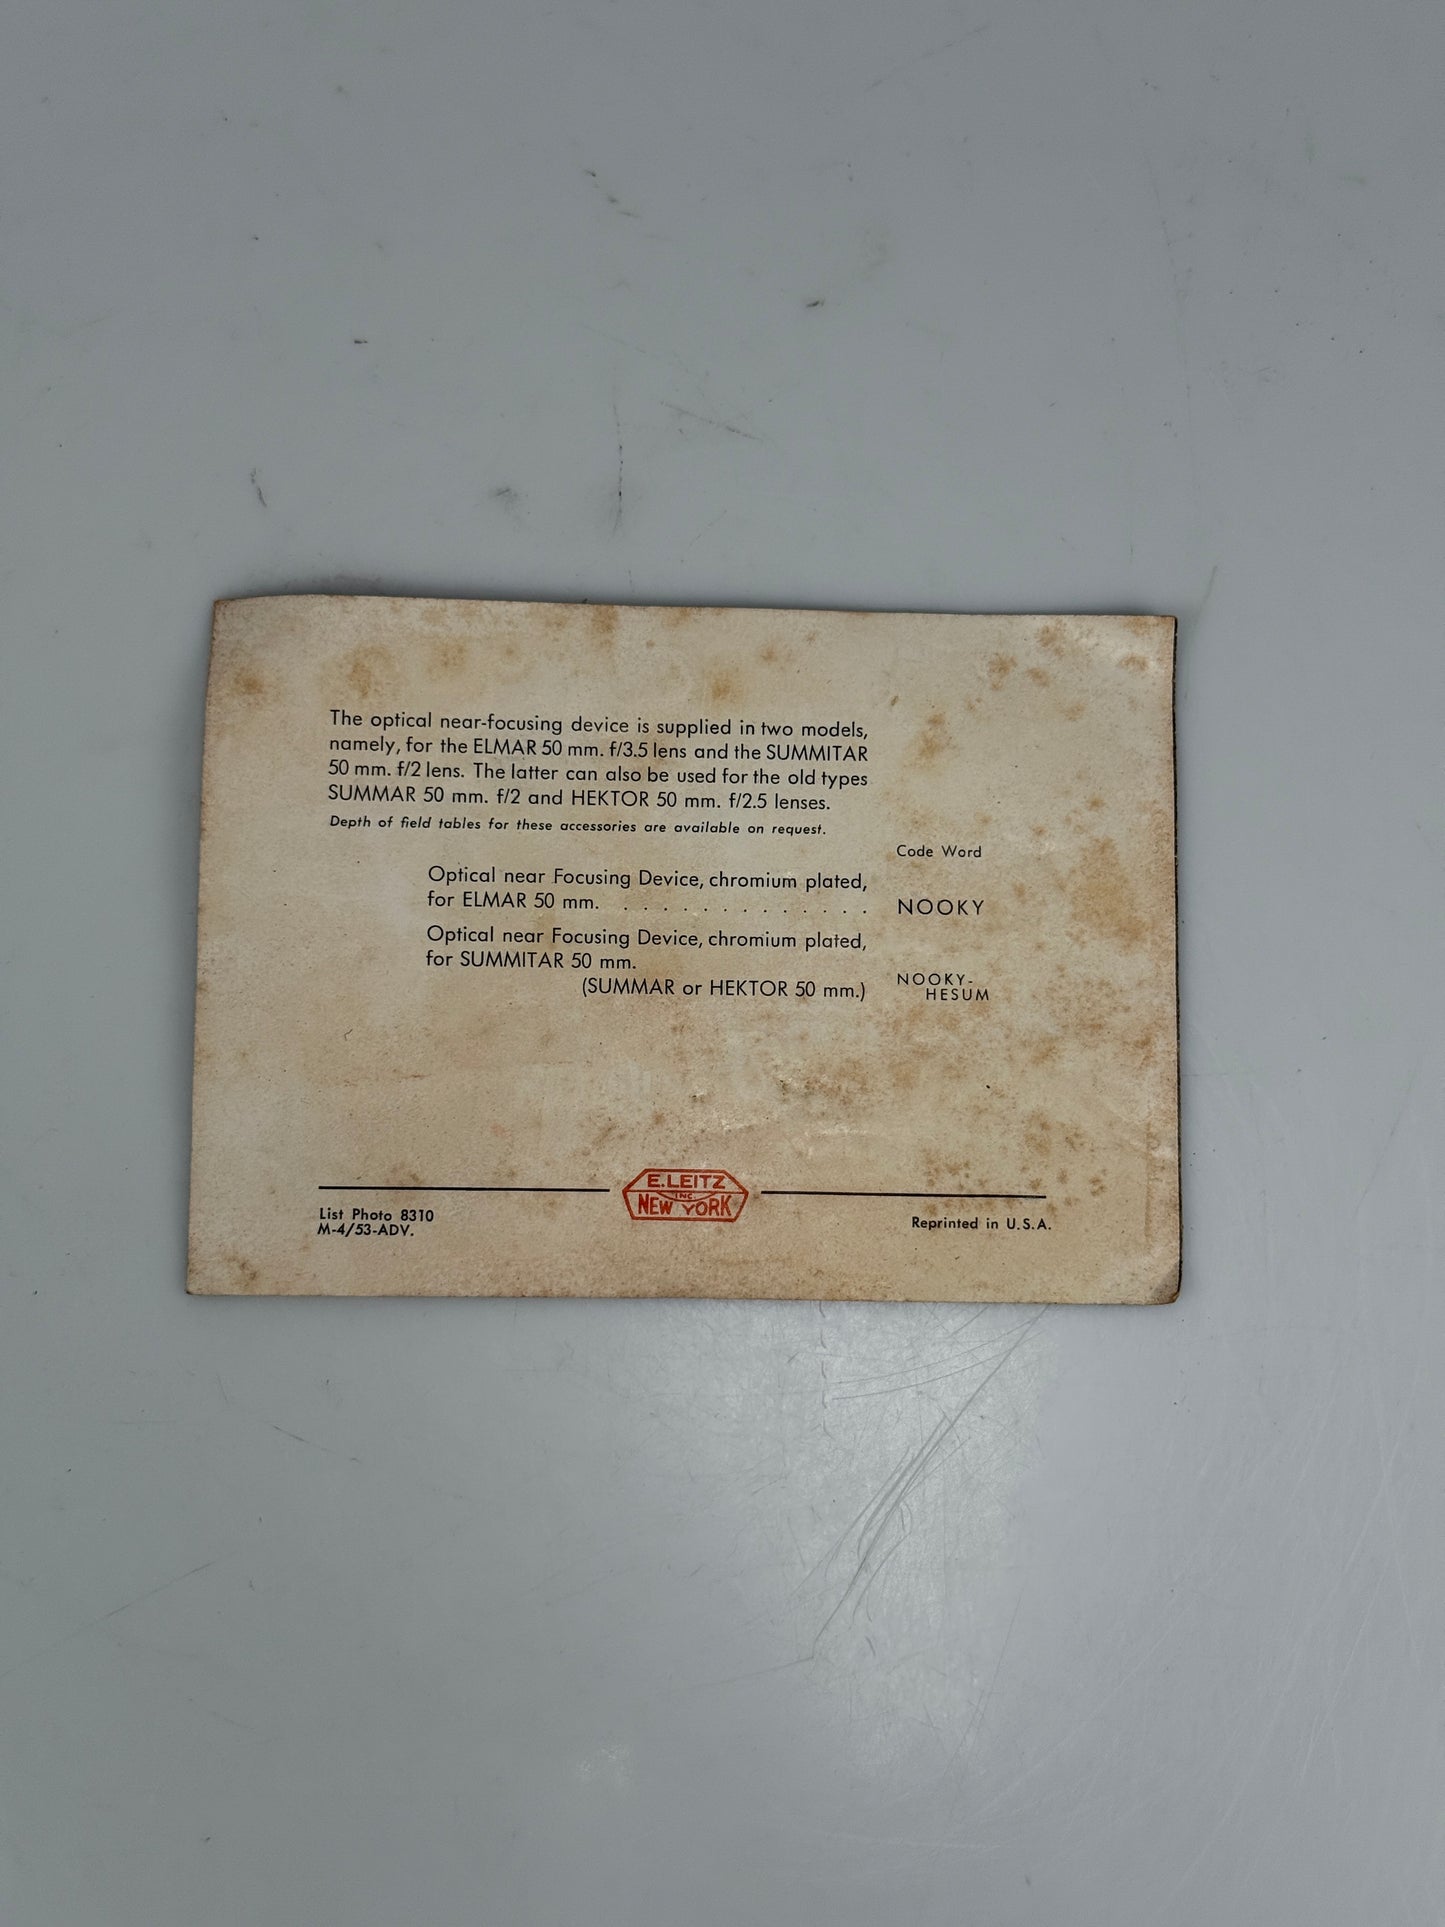 The optical near-focusing device is supplied in two models,
namely, for the ELMAR 50 mm. f/3.5 lens and the SUMMITAR
50 mm. f/2 lens. The latter can also be used for the old types
SUMMAR 50 mm. f/2 and HEKTOR 50 mm. f/2.5 lenses.
Depth of field tables for these accessories are available on request.
Code Word
Optical near Focusing Device, chromium plated,
for ELMAR 50 mm. . . . . . . . . . . . . . NOOKY
Optical near Focusing Device, chromium plated,
for SUMMITAR 50 mm.
(SUMMAR or HEKTOR 50 mm.) NOOKY-
HESUM
E. LEITZ
INC.
NEW YORK
List Photo 8310
M-4/53-ADV.
Reprinted in U.S.A.